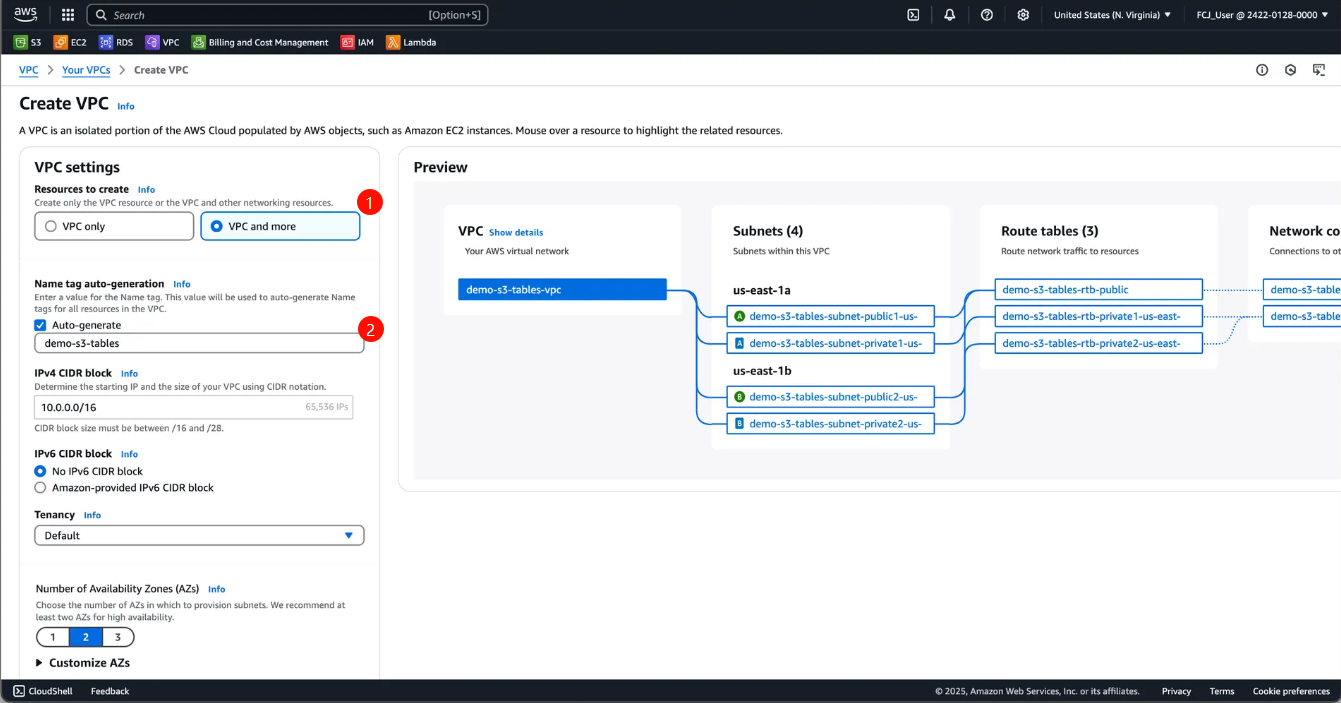 aws
Search [Option+S]
United States (N. Virginia) FCJ_User @ 2422-0128-0000
S3 EC2 RDS VPC Billing and Cost Management IAM Lambda
VPC > Your VPCs > Create VPC
Create VPC Info
A VPC is an isolated portion of the AWS Cloud populated by AWS objects, such as Amazon EC2 instances. Mouse over a resource to highlight the related resources.
VPC settings
Resources to create Info
Create only the VPC resource or the VPC and other networking resources.
1
VPC only
VPC and more
Name tag auto-generation Info
Enter a value for the Name tag. This value will be used to auto-generate Name
tags for all resources in the VPC.
Auto-generate
2
demo-s3-tables
IPv4 CIDR block Info
Determine the starting IP and the size of your VPC using CIDR notation.
10.0.0.0/16 65,536 IPs
CIDR block size must be between /16 and /28.
IPv6 CIDR block Info
No IPv6 CIDR block
Amazon-provided IPv6 CIDR block
Tenancy Info
Default
Number of Availability Zones (AZs) Info
Choose the number of AZs in which to provision subnets. We recommend at
least two AZs for high availability.
1 2 3
Customize AZs
Preview
VPC Show details
Your AWS virtual network
demo-s3-tables-vpc
Subnets (4)
Subnets within this VPC
us-east-1a
A demo-s3-tables-subnet-public1-us-
A demo-s3-tables-subnet-private1-us-
us-east-1b
B demo-s3-tables-subnet-public2-us-
B demo-s3-tables-subnet-private2-us-
Route tables (3)
Route network traffic to resources
demo-s3-tables-rtb-public
demo-s3-tables-rtb-private1-us-east-
demo-s3-tables-rtb-private2-us-east-
Network co
Connections to ot
demo-s3-table
demo-s3-table
CloudShell Feedback
© 2025, Amazon Web Services, Inc. or its affiliates. Privacy Terms Cookie preferences